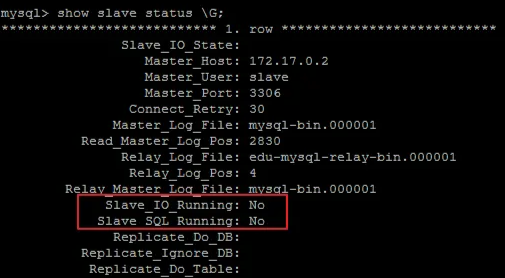 mysql> show slave status \G;
*************************** 1. row ***************************
Slave_IO_State:
Master_Host: 172.17.0.2
Master_User: slave
Master_Port: 3306
Connect_Retry: 30
Master_Log_File: mysql-bin.000001
Read_Master_Log_Pos: 2830
Relay_Log_File: edu-mysql-relay-bin.000001
Relay_Log_Pos: 4
Relay_Master_Log_File: mysql-bin.000001
Slave_IO_Running: No
Slave_SQL_Running: No
Replicate_Do_DB:
Replicate_Ignore_DB:
Replicate_Do_Table: